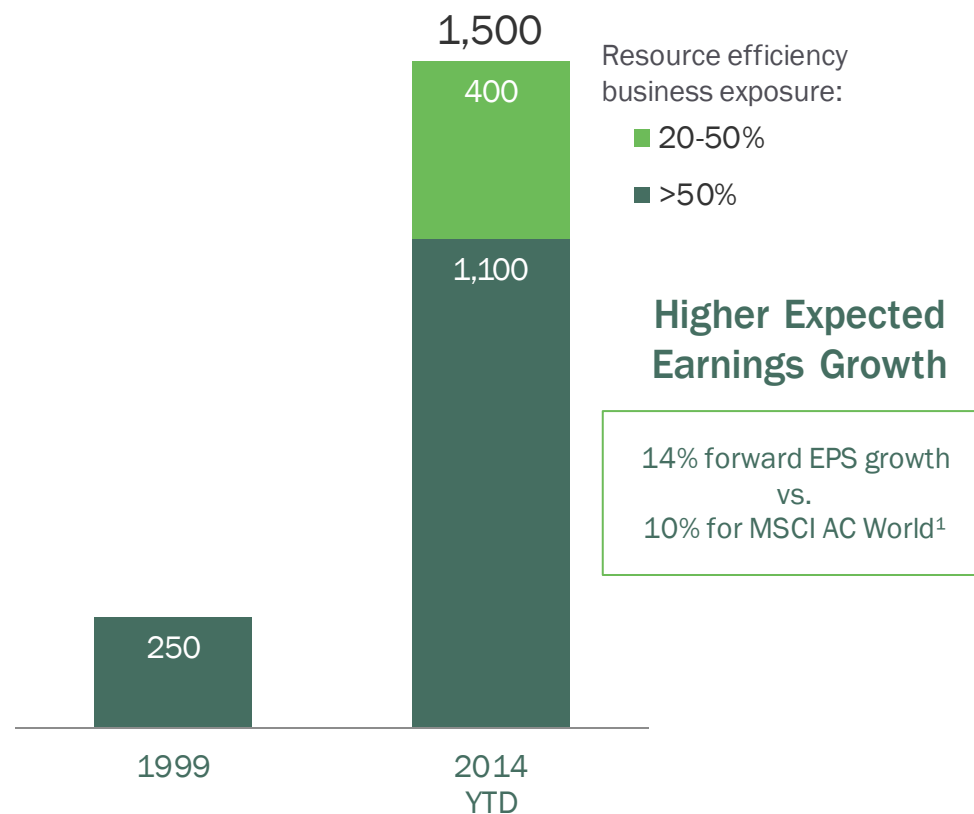 1,500
400
1,100
250
1999
2014
YTD
Resource efficiency
business exposure:
20-50%
>50%
Higher Expected
Earnings Growth
14% forward EPS growth
vs.
10% for MSCI AC World¹